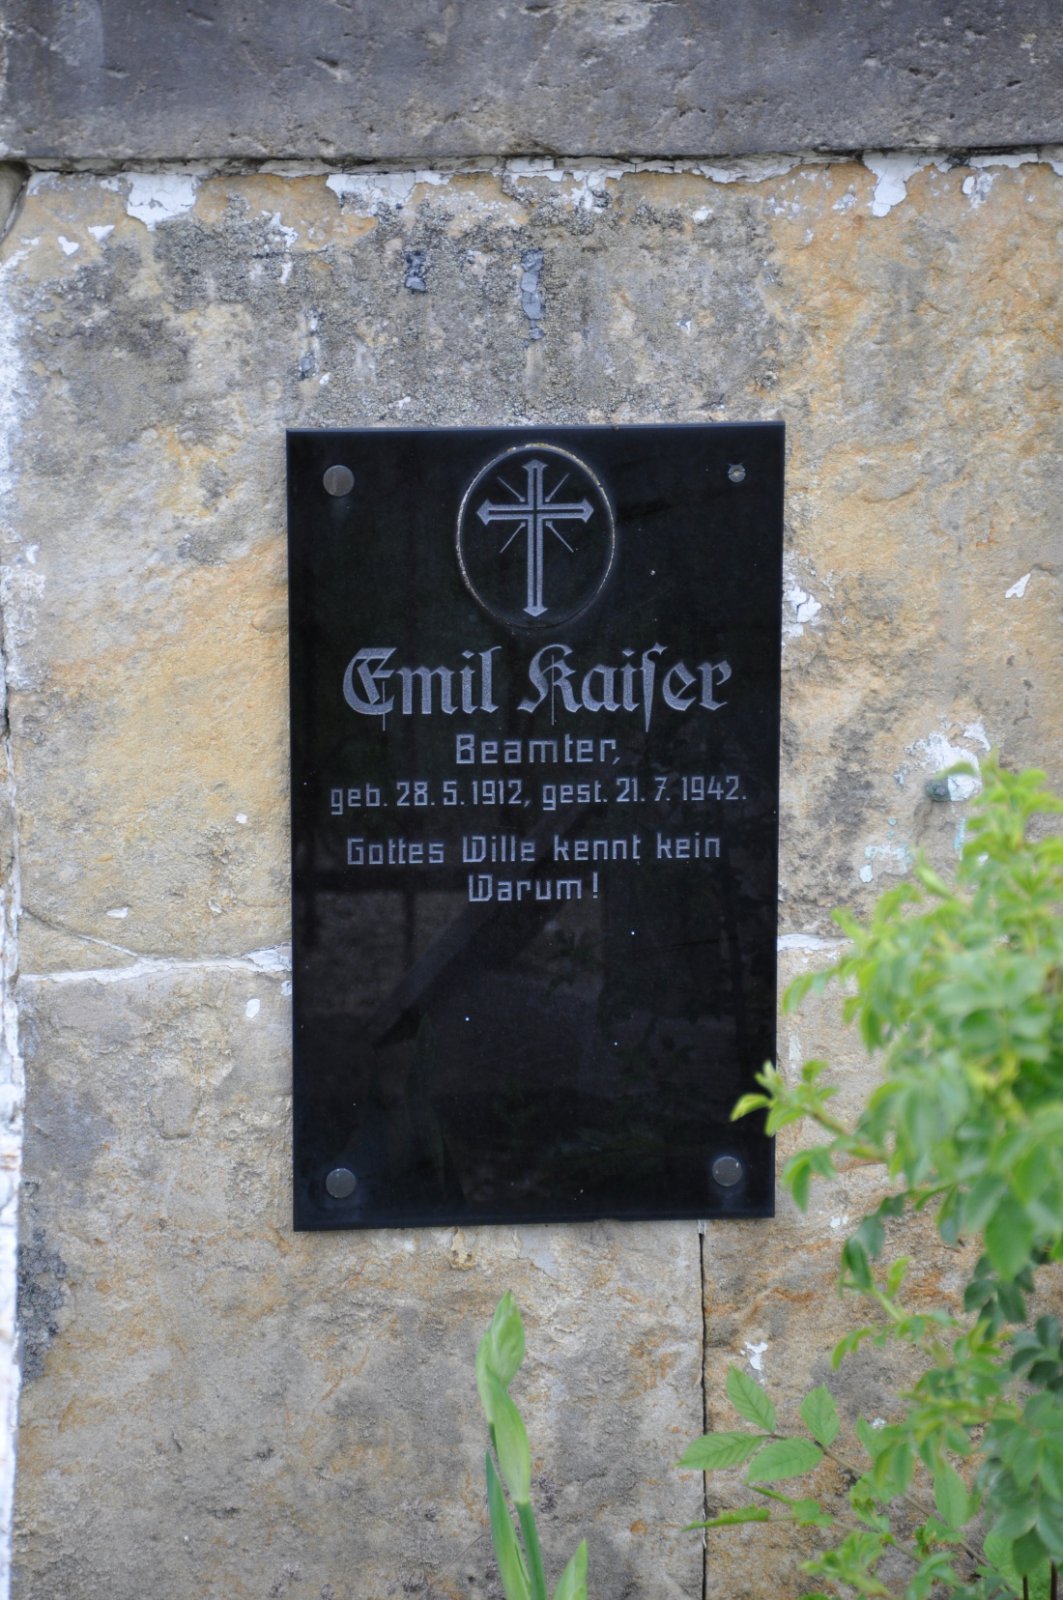 Emil Kaiser
Beamter,
geb. 28. 5. 1912, gest. 21. 7. 1942.
Gottes Wille kennt kein
Warum!